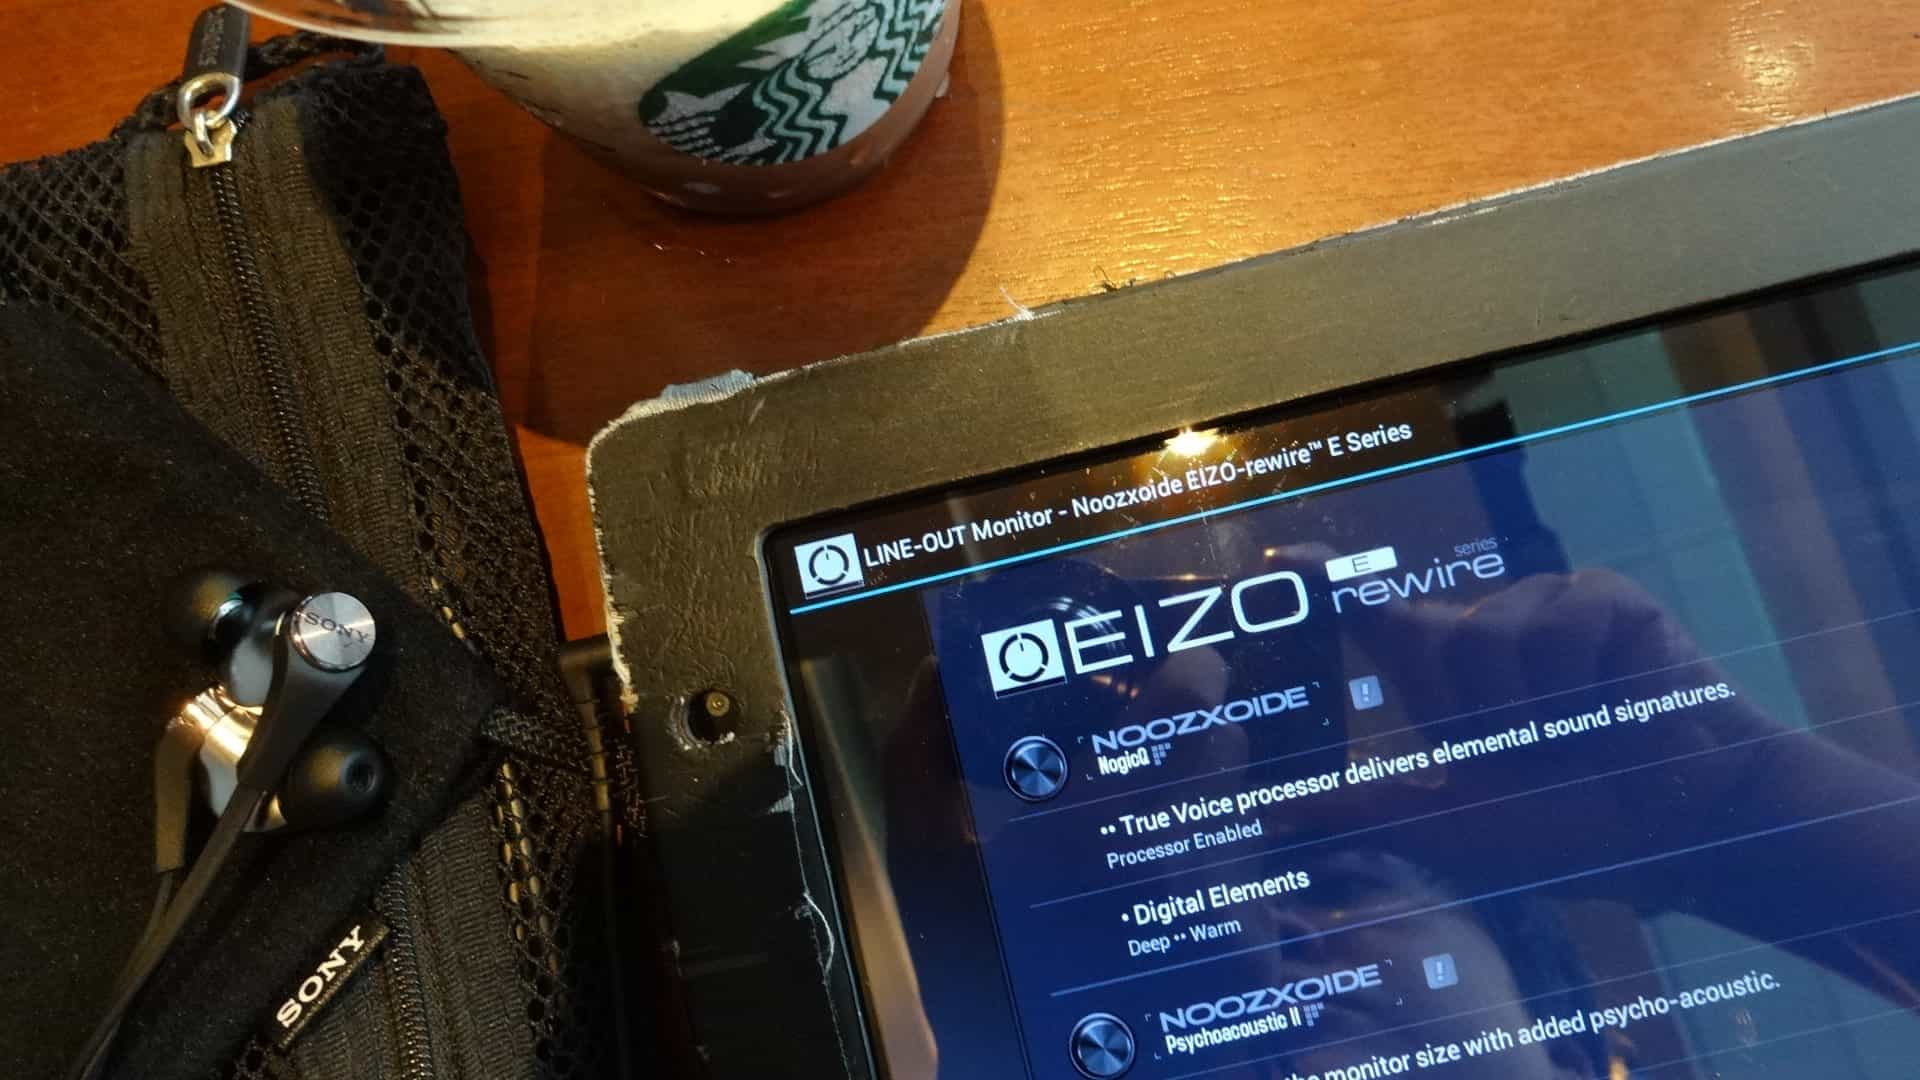 LINE-OUT Monitor - Noozxoide EIZO-rewire™ E Series
EIZO E series rewire
NOOZXOIDE
NogicQ
•• True Voice processor delivers elemental sound signatures.
Processor Enabled
• Digital Elements
Deep •• Warm
NOOZXOIDE
Psychoacoustic II
monitor size with added psycho-acoustic.
SONY
SONY